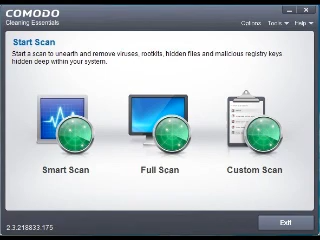 COMODO
Cleaning Essentials
Options Tools Help
Start Scan
Start a scan to unearth and remove viruses, rootkits, hidden files and malicious registry keys
hidden deep within your system.
Smart Scan Full Scan Custom Scan
2.3.218833.175
Exit